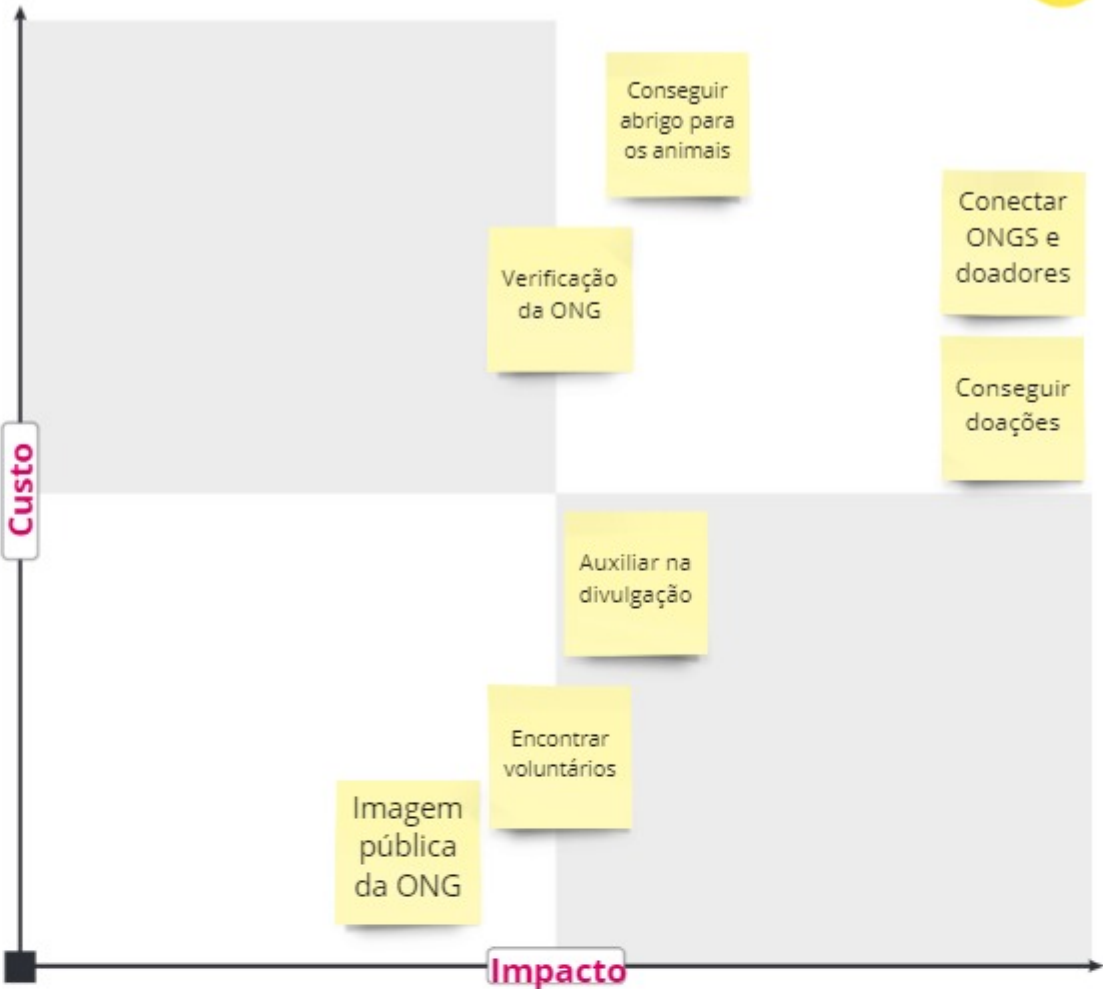 Conseguir
abrigo para
os animais
Conectar
ONGS e
doadores
Verificação
da ONG
Conseguir
doações
Custo
Auxiliar na
divulgação
Encontrar
voluntários
Imagem
pública
da ONG
Impacto